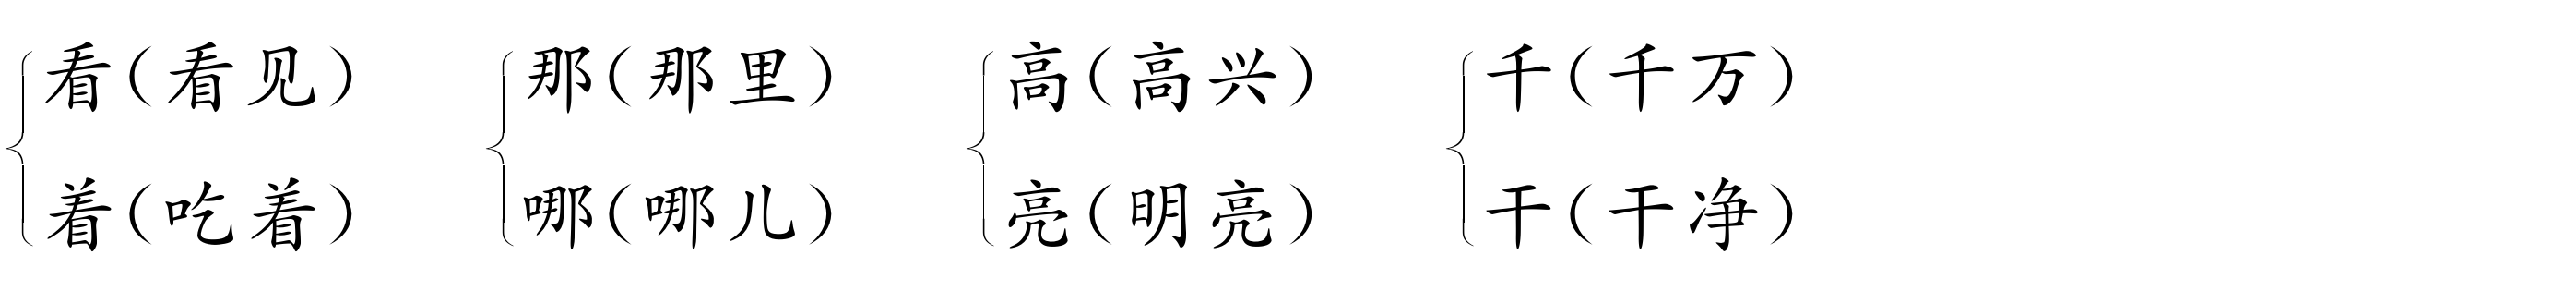 看(看见) 那(那里) 高(高兴) 千(千万)
着(吃着) 哪(哪儿) 亮(明亮) 干(干净)